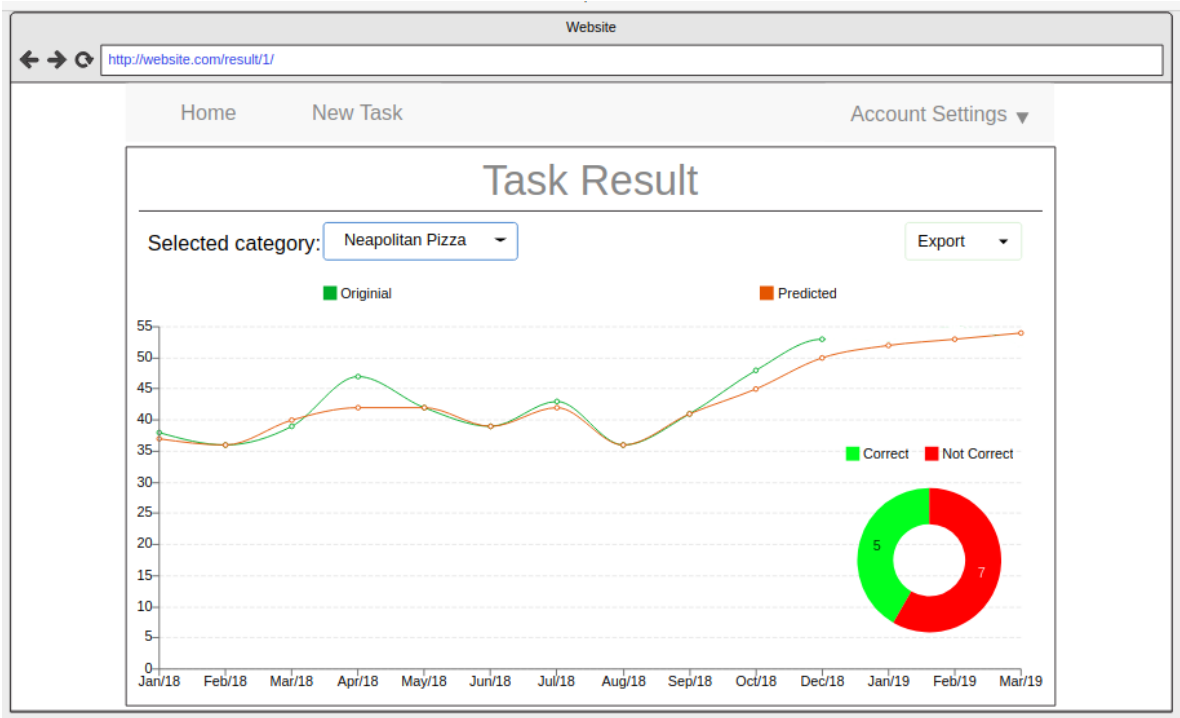 Website
http://website.com/result/1/
Home New Task Account Settings ▼
Task Result
Selected category: Neapolitan Pizza Export
Originial Predicted
55
50
45
40
35
Correct Not Correct
30
25
20
5
15
7
10
5
0
Jan/18 Feb/18 Mar/18 Apr/18 May/18 Jun/18 Jul/18 Aug/18 Sep/18 Oct/18 Dec/18 Jan/19 Feb/19 Mar/19